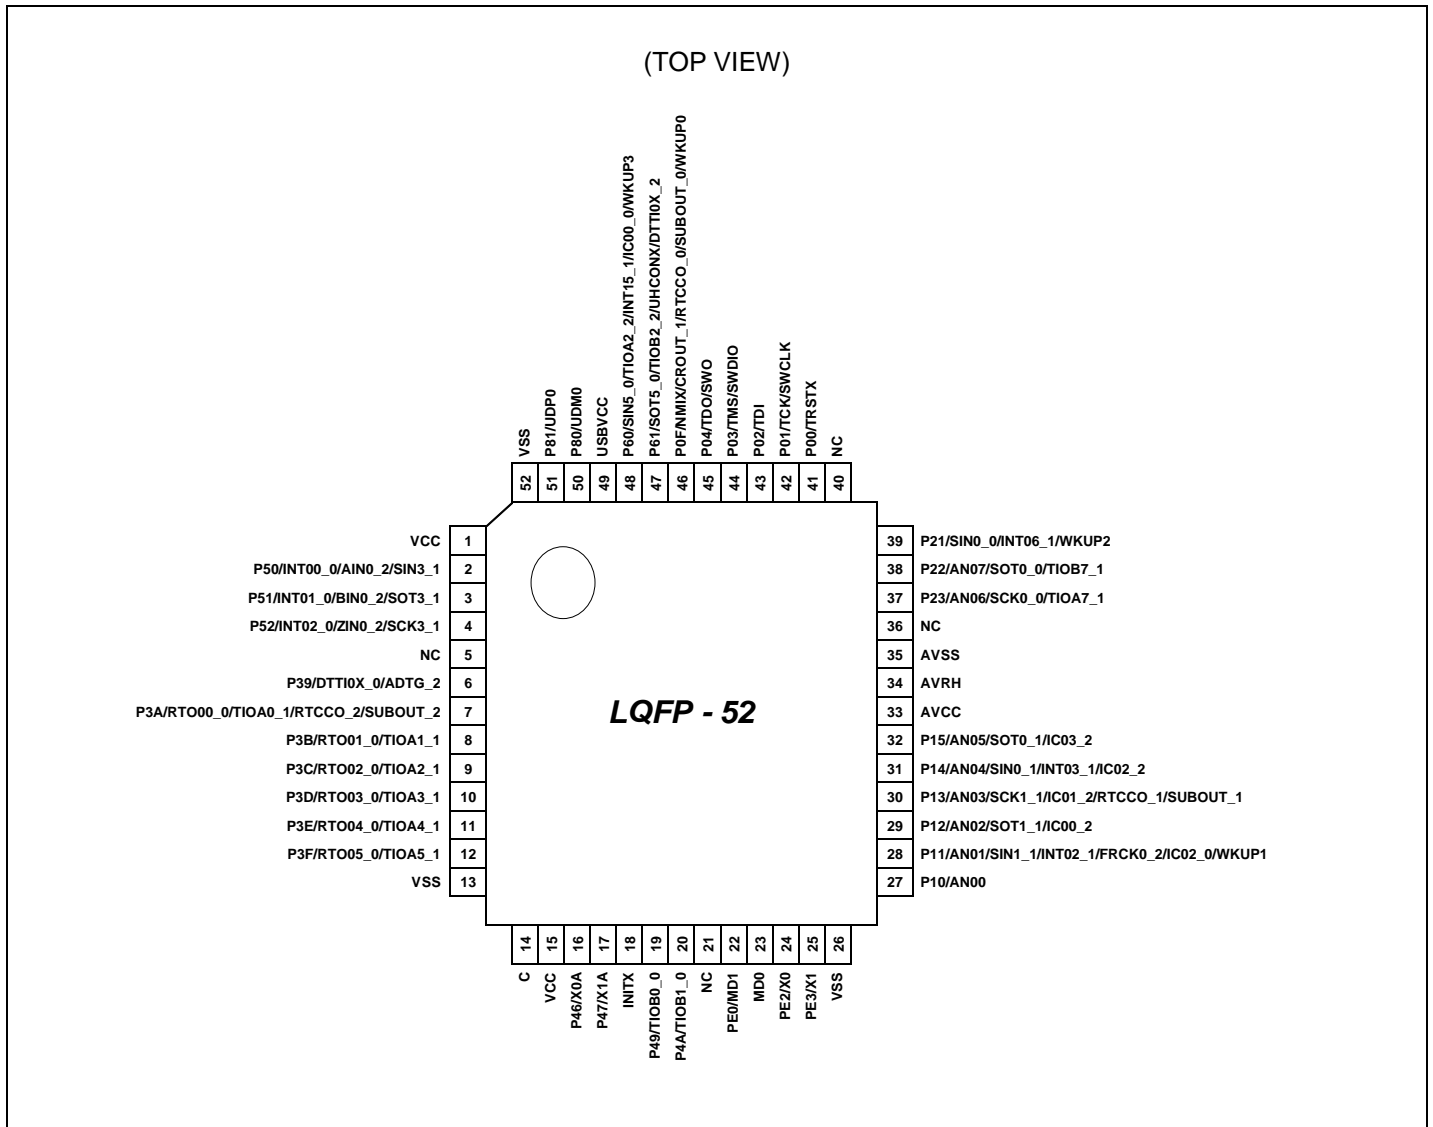 (TOP VIEW)
VSS
P81/UDP0
P80/UDM0
USBVCC
P60/SIN5_0/TIOA2_2/INT15_1/IC00_0/WKUP3
P61/SOT5_0/TIOB2_2/UHCONX/DTTI0X_2
P0F/NMIX/CROUT_1/RTCCO_0/SUBOUT_0/WKUP0
P04/TDO/SWO
P03/TMS/SWDIO
P02/TDI
P01/TCK/SWCLK
P00/TRSTX
NC
52 51 50 49 48 47 46 45 44 43 42 41 40
VCC 1
P50/INT00_0/AIN0_2/SIN3_1 2
P51/INT01_0/BIN0_2/SOT3_1 3
P52/INT02_0/ZIN0_2/SCK3_1 4
NC 5
P39/DTTI0X_0/ADTG_2 6
P3A/RTO00_0/TIOA0_1/RTCCO_2/SUBOUT_2 7
P3B/RTO01_0/TIOA1_1 8
P3C/RTO02_0/TIOA2_1 9
P3D/RTO03_0/TIOA3_1 10
P3E/RTO04_0/TIOA4_1 11
P3F/RTO05_0/TIOA5_1 12
VSS 13
LQFP - 52
39 P21/SIN0_0/INT06_1/WKUP2
38 P22/AN07/SOT0_0/TIOB7_1
37 P23/AN06/SCK0_0/TIOA7_1
36 NC
35 AVSS
34 AVRH
33 AVCC
32 P15/AN05/SOT0_1/IC03_2
31 P14/AN04/SIN0_1/INT03_1/IC02_2
30 P13/AN03/SCK1_1/IC01_2/RTCCO_1/SUBOUT_1
29 P12/AN02/SOT1_1/IC00_2
28 P11/AN01/SIN1_1/INT02_1/FRCK0_2/IC02_0/WKUP1
27 P10/AN00
14 15 16 17 18 19 20 21 22 23 24 25 26
C
VCC
P46/X0A
P47/X1A
INITX
P49/TIOB0_0
P4A/TIOB1_0
NC
PE0/MD1
MD0
PE2/X0
PE3/X1
VSS